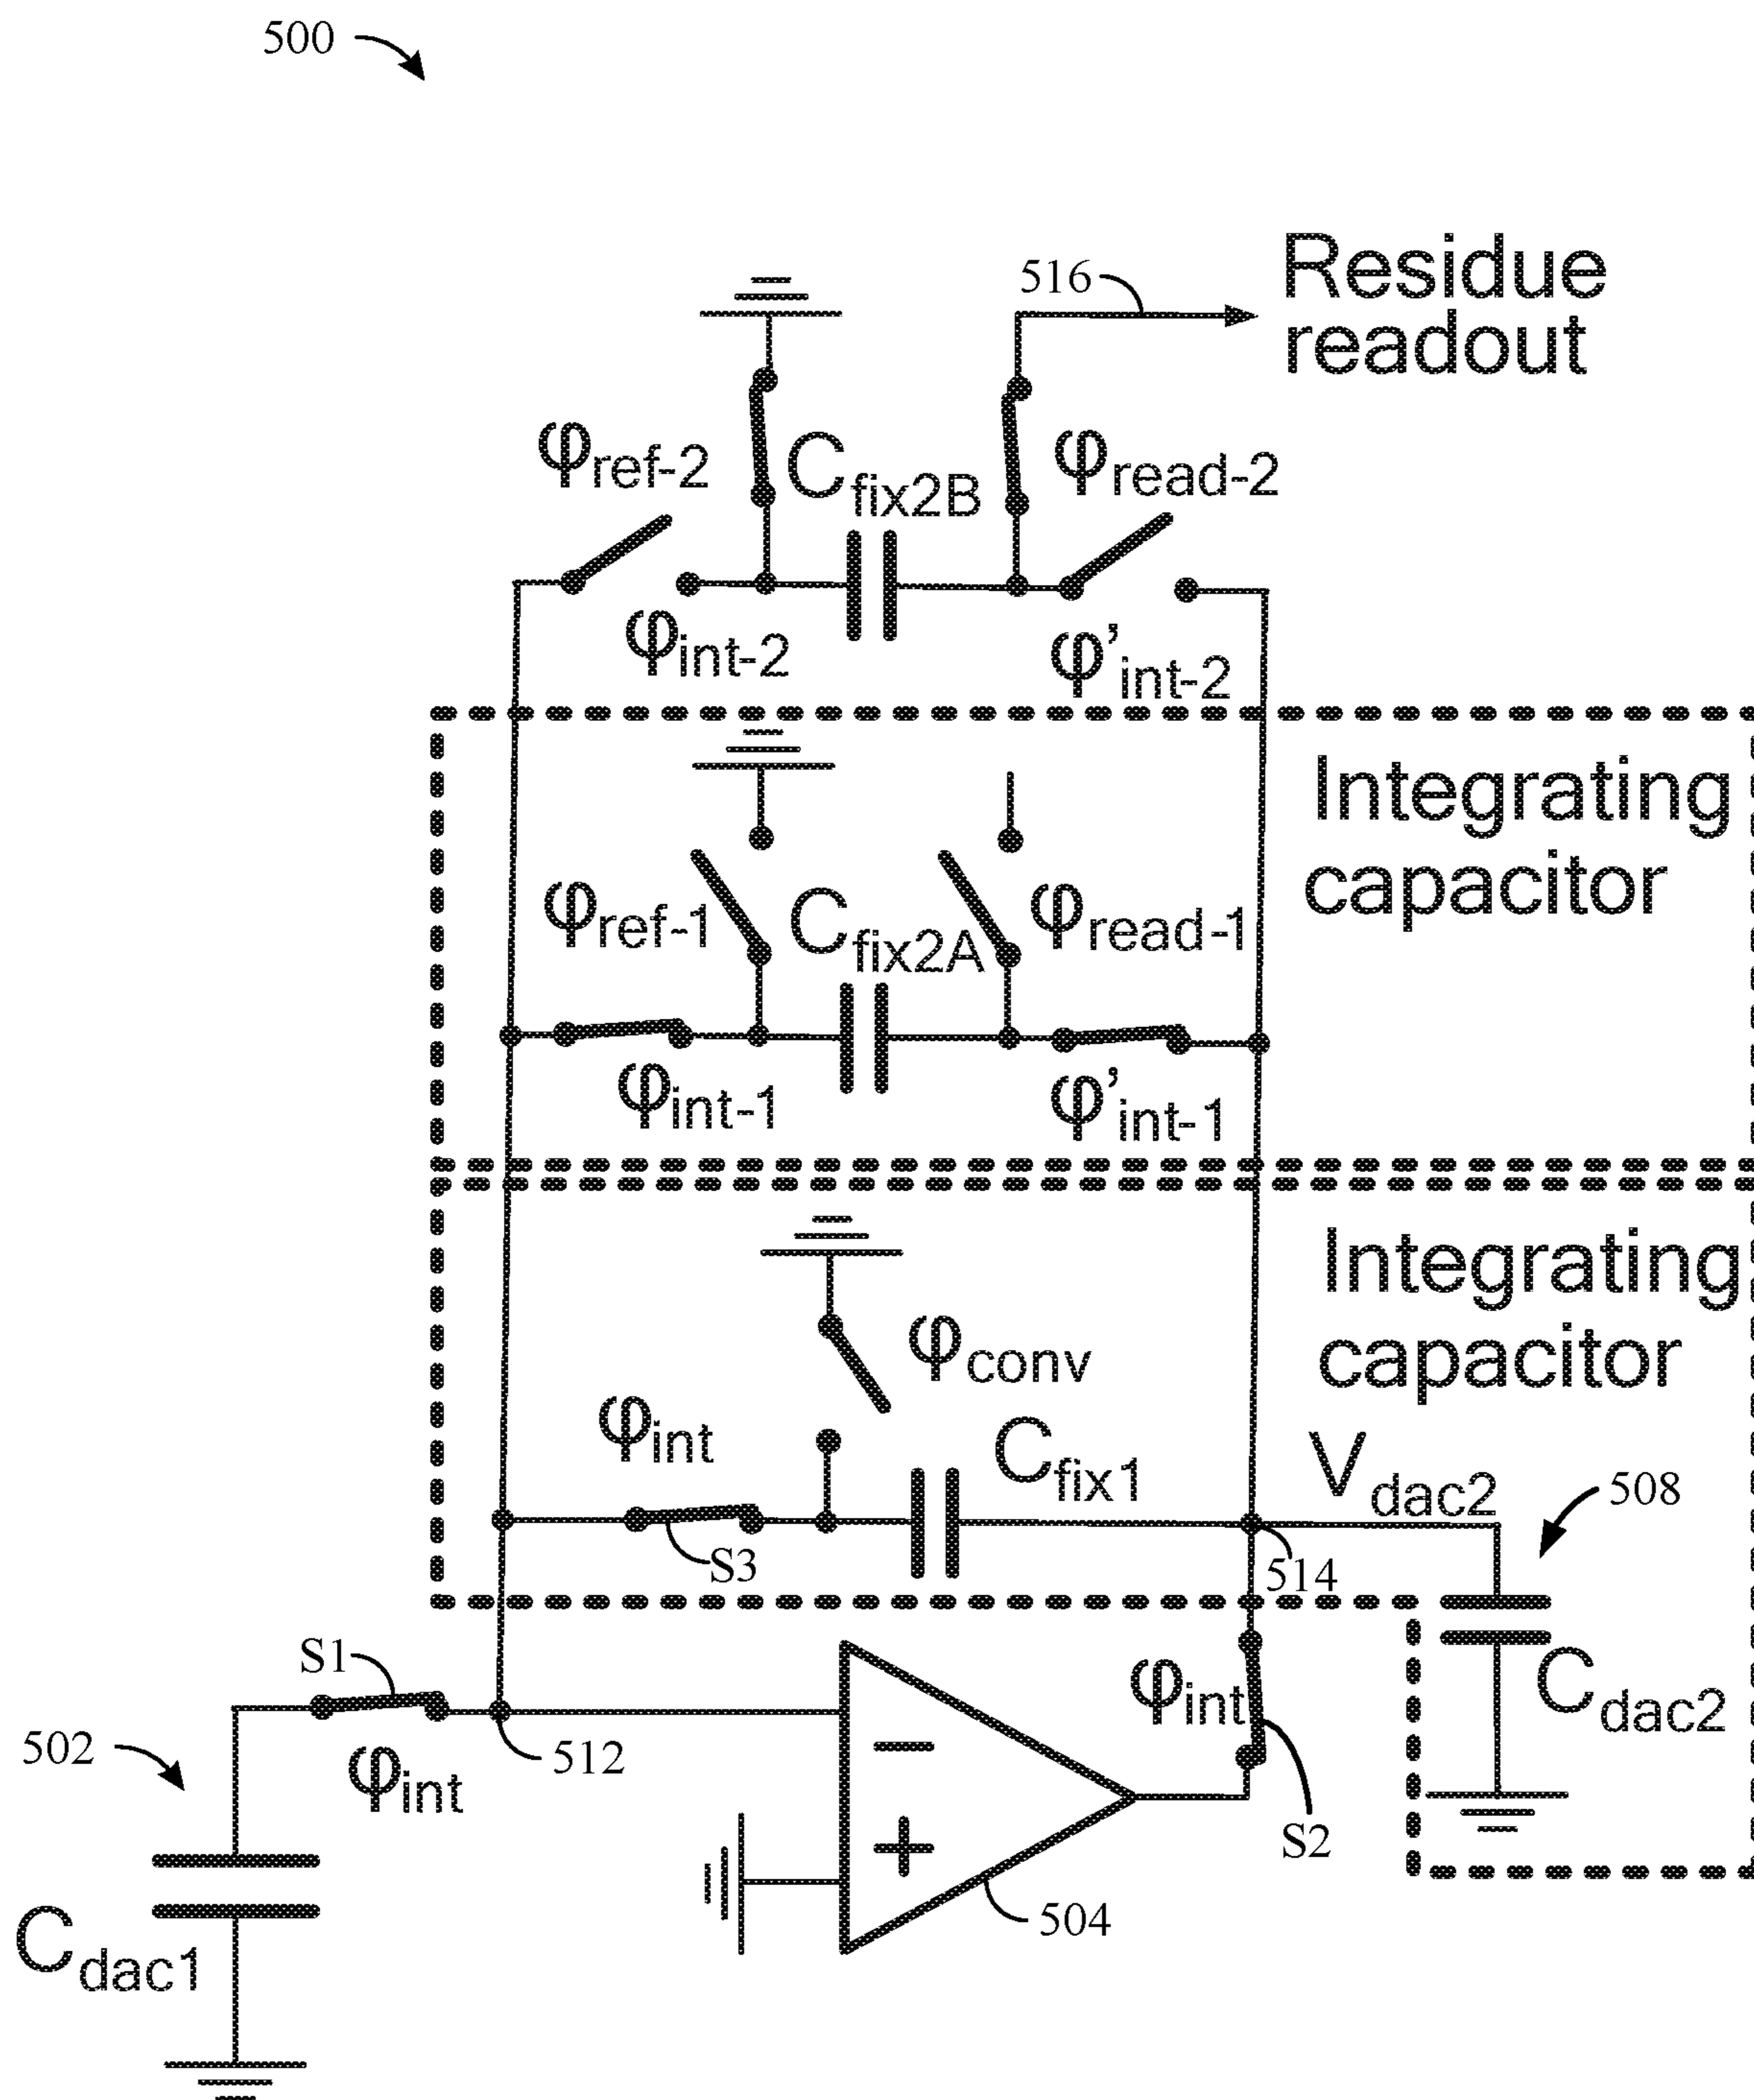 500
516
Residue
readout
φref-2
Cfix2B
φread-2
φint-2
φ'int-2
Integrating
capacitor
φref-1
Cfix2A
φread-1
φint-1
φ'int-1
Integrating
capacitor
φconv
φint
Cfix1
Vdac2
508
S3
514
S1
φint
Cdac2
502
φint
512
−
+
S2
504
Cdac1